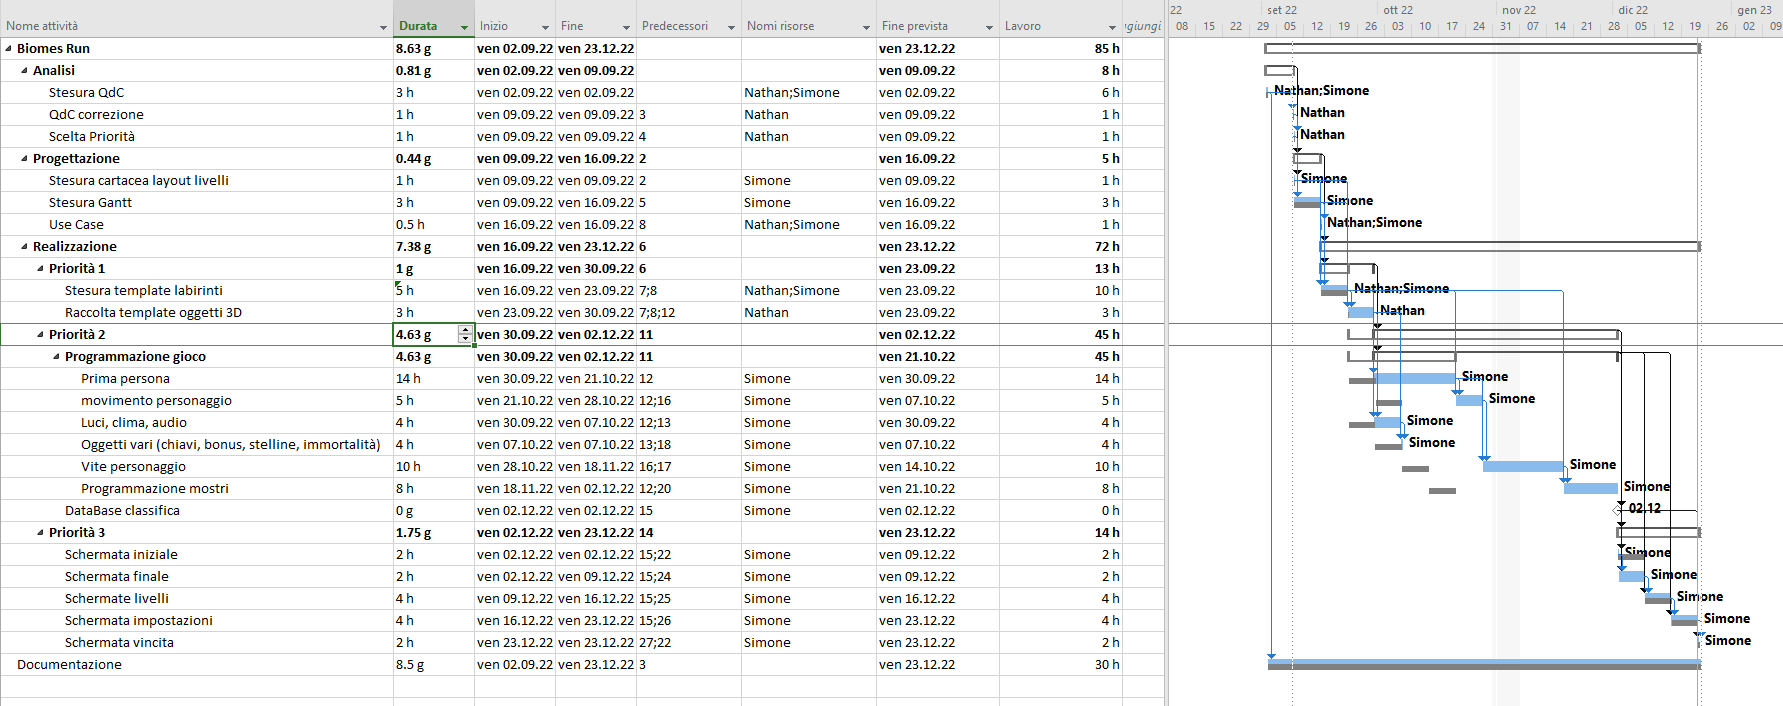 22 set 22 ott 22 nov 22 dic 22 gen 23
Nome attività Durata Inizio Fine Predecessori Nomi risorse Fine prevista Lavoro 08 15 22 29 05 12 19 26 03 10 17 24 31 07 14 21 28 05 12 19 26 02 09
Biomes Run 8.63 g ven 02.09.22 ven 23.12.22 ven 23.12.22 85 h
Analisi 0.81 g ven 02.09.22 ven 09.09.22 ven 09.09.22 8 h
Stesura QdC 3 h ven 02.09.22 ven 02.09.22 Nathan;Simone ven 02.09.22 6 h Nathan;Simone
QdC correzione 1 h ven 09.09.22 ven 09.09.22 3 Nathan ven 09.09.22 1 h Nathan
Scelta Priorità 1 h ven 09.09.22 ven 09.09.22 4 Nathan ven 09.09.22 1 h Nathan
Progettazione 0.44 g ven 09.09.22 ven 16.09.22 2 ven 16.09.22 5 h
Stesura cartacea layout livelli 1 h ven 09.09.22 ven 09.09.22 2 Simone ven 09.09.22 1 h Simone
Stesura Gantt 3 h ven 09.09.22 ven 16.09.22 5 Simone ven 16.09.22 3 h Simone
Use Case 0.5 h ven 16.09.22 ven 16.09.22 8 Nathan;Simone ven 16.09.22 1 h Nathan;Simone
Realizzazione 7.38 g ven 16.09.22 ven 23.12.22 6 ven 23.12.22 72 h
Priorità 1 1 g ven 16.09.22 ven 30.09.22 6 ven 23.09.22 13 h
Stesura template labirinti 5 h ven 16.09.22 ven 23.09.22 7;8 Nathan;Simone ven 23.09.22 10 h Nathan;Simone
Raccolta template oggetti 3D 3 h ven 23.09.22 ven 30.09.22 7;8;12 Nathan ven 23.09.22 3 h Nathan
Priorità 2 4.63 g ven 30.09.22 ven 02.12.22 11 ven 02.12.22 45 h
Programmazione gioco 4.63 g ven 30.09.22 ven 02.12.22 11 ven 21.10.22 45 h
Prima persona 14 h ven 30.09.22 ven 21.10.22 12 Simone ven 30.09.22 14 h Simone
movimento personaggio 5 h ven 21.10.22 ven 28.10.22 12;16 Simone ven 07.10.22 5 h Simone
Luci, clima, audio 4 h ven 30.09.22 ven 07.10.22 12;13 Simone ven 30.09.22 4 h Simone
Oggetti vari (chiavi, bonus, stelline, immortalità) 4 h ven 07.10.22 ven 07.10.22 13;18 Simone ven 07.10.22 4 h Simone
Vite personaggio 10 h ven 28.10.22 ven 18.11.22 16;17 Simone ven 14.10.22 10 h Simone
Programmazione mostri 8 h ven 18.11.22 ven 02.12.22 12;20 Simone ven 21.10.22 8 h Simone
DataBase classifica 0 g ven 02.12.22 ven 02.12.22 15 Simone ven 02.12.22 0 h 02.12
Priorità 3 1.75 g ven 02.12.22 ven 23.12.22 14 ven 23.12.22 14 h
Schermata iniziale 2 h ven 02.12.22 ven 02.12.22 15;22 Simone ven 09.12.22 2 h Simone
Schermata finale 2 h ven 02.12.22 ven 09.12.22 15;24 Simone ven 09.12.22 2 h Simone
Schermate livelli 4 h ven 09.12.22 ven 16.12.22 15;25 Simone ven 16.12.22 4 h Simone
Schermata impostazioni 4 h ven 16.12.22 ven 23.12.22 15;26 Simone ven 23.12.22 4 h Simone
Schermata vincita 2 h ven 23.12.22 ven 23.12.22 27;22 Simone ven 23.12.22 2 h Simone
Documentazione 8.5 g ven 02.09.22 ven 23.12.22 3 ven 23.12.22 30 h